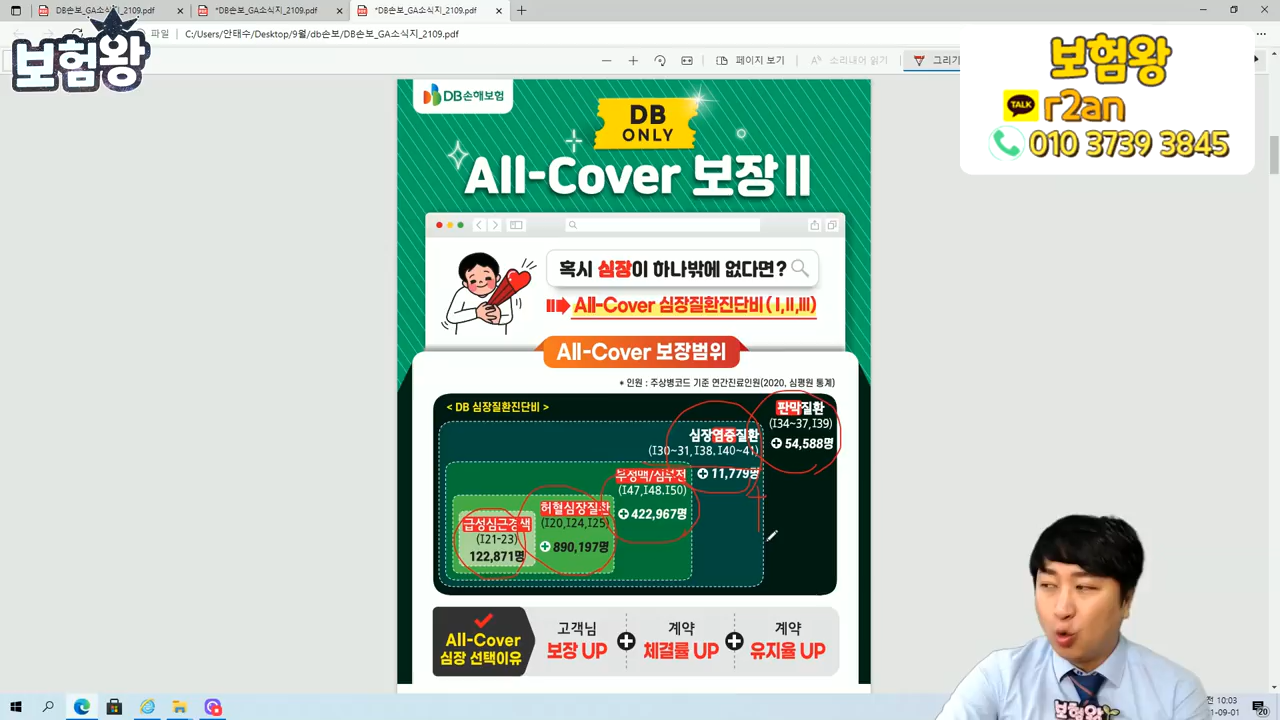 DB손보_GA소식지_2109.pdf
*DB손보_GA소식지_2109.pdf
*DB손보_GA소식지_2109.pdf
파일
C:/Users/안태수/Desktop/9월/db손보/DB손보_GA소식지_2109.pdf
페이지 보기
소리내어 읽기
그리기
보험왕
보험왕
TALK r2an
010 3739 3845
DB손해보험
DB
ONLY
All-Cover 보장Ⅱ
혹시 심장이 하나밖에 없다면?
All-Cover 심장질환진단비(Ⅰ,Ⅱ,Ⅲ)
All-Cover 보장범위
* 인원 : 주상병코드 기준 연간진료인원(2020, 심평원 통계)
< DB 심장질환진단비 >
판막질환
(I34~37,I39)
+ 54,588명
심장염증질환
(I30~31,I38,I40~41)
+ 11,779명
부정맥/심부전
(I47,I48,I50)
+ 422,967명
허혈심장질환
(I20,I24,I25)
+ 890,197명
급성심근경색
(I21-23)
122,871명
All-Cover
심장 선택이유
고객님
보장 UP
+
계약
체결률 UP
+
계약
유지율 UP
보험왕
전 10:03
1-09-01
20